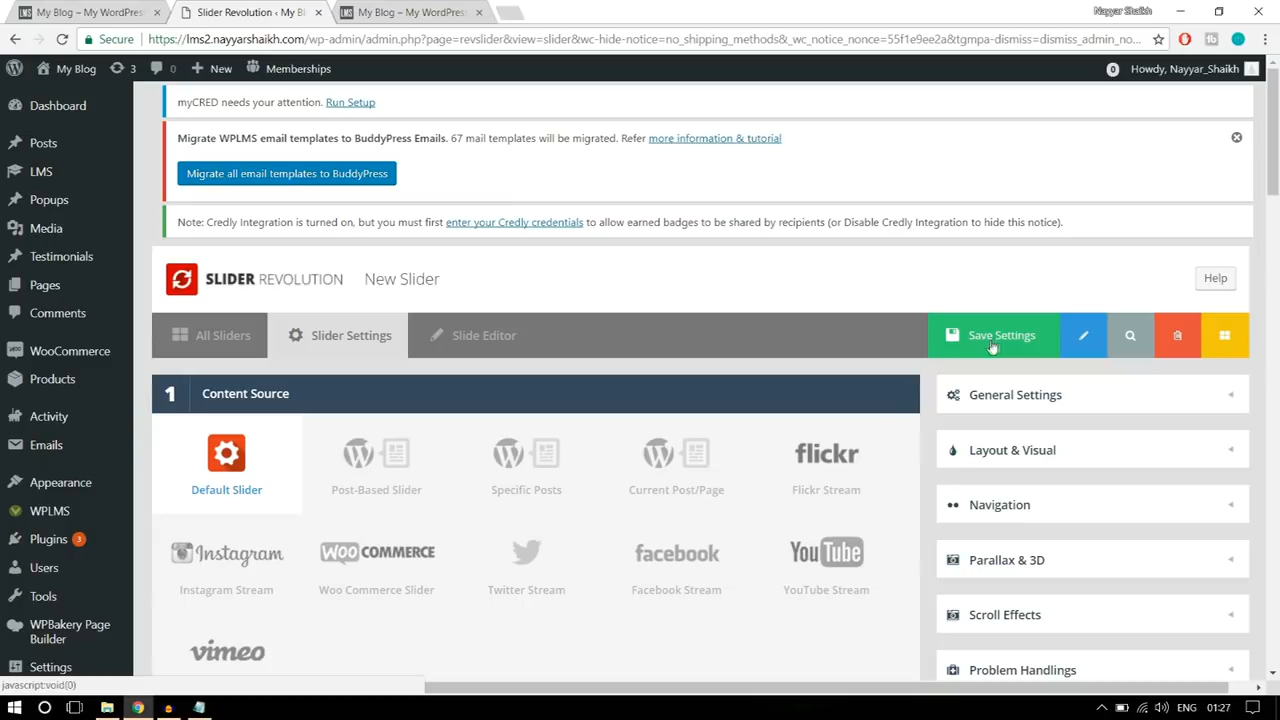 My Blog – My WordPre
Slider Revolution ‹ My Bl
My Blog – My WordPre
Nayyar Shaikh
Secure
https://lms2.nayyarshaikh.com/wp-admin/admin.php?page=revslider&view=slider&wc-hide-notice=no_shipping_methods&_wc_notice_nonce=55f1e9ee2a&tgmpa-dismiss=dismiss_admin_no...
My Blog
3
0
New
Memberships
0
Howdy, Nayyar_Shaikh
Dashboard
Posts
LMS
Popups
Media
Testimonials
Pages
Comments
WooCommerce
Products
Activity
Emails
Appearance
WPLMS
Plugins 3
Users
Tools
WPBakery Page
Builder
Settings
myCRED needs your attention. Run Setup
Migrate WPLMS email templates to BuddyPress Emails. 67 mail templates will be migrated. Refer more information & tutorial
Migrate all email templates to BuddyPress
Note: Credly Integration is turned on, but you must first enter your Credly credentials to allow earned badges to be shared by recipients (or Disable Credly Integration to hide this notice).
SLIDER REVOLUTION
New Slider
Help
All Sliders
Slider Settings
Slide Editor
Save Settings
1
Content Source
Default Slider
Post-Based Slider
Specific Posts
Current Post/Page
flickr
Flickr Stream
Instagram
Instagram Stream
WOO COMMERCE
Woo Commerce Slider
Twitter Stream
facebook
Facebook Stream
YouTube
YouTube Stream
vimeo
General Settings
Layout & Visual
Navigation
Parallax & 3D
Scroll Effects
Problem Handlings
javascript:void(0)
ENG
01:27